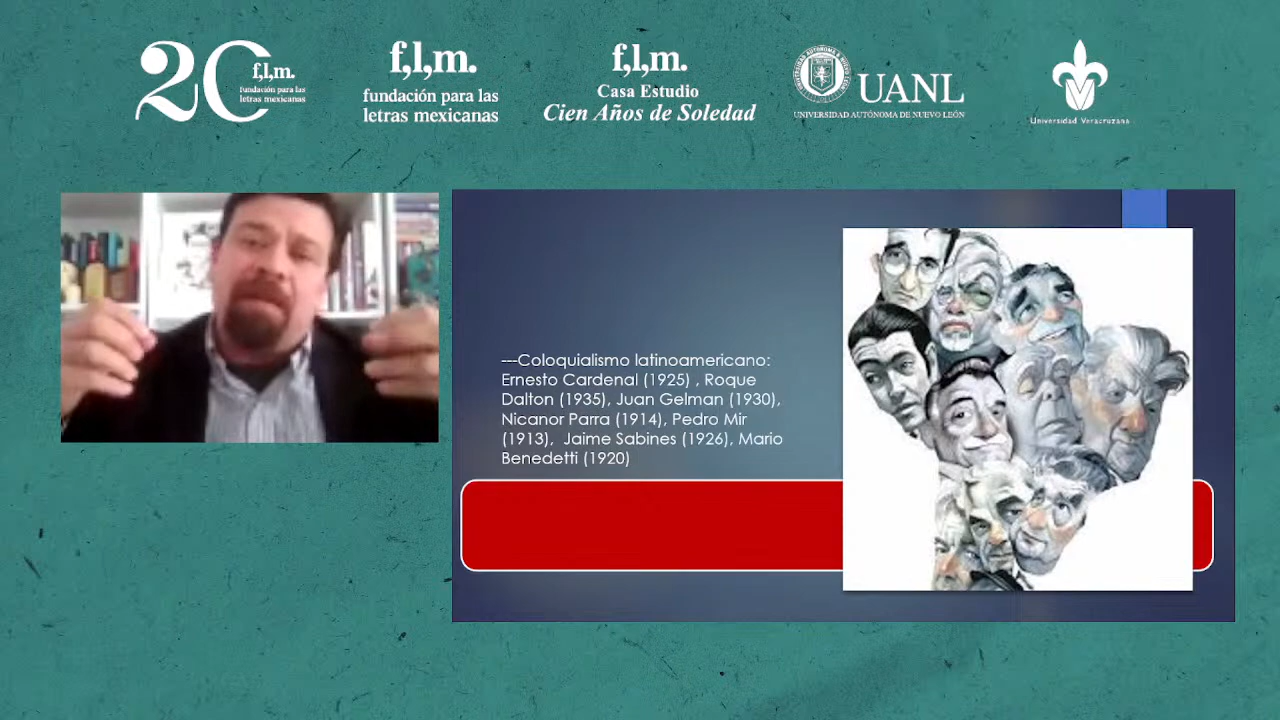 20 f,l,m.
fundación para las
letras mexicanas
f,l,m.
fundación para las
letras mexicanas
f,l,m.
Casa Estudio
Cien Años de Soledad
UANL
UNIVERSIDAD AUTÓNOMA DE NUEVO LEÓN
Universidad Veracruzana
---Coloquialismo latinoamericano:
Ernesto Cardenal (1925) , Roque
Dalton (1935), Juan Gelman (1930),
Nicanor Parra (1914), Pedro Mir
(1913),  Jaime Sabines (1926), Mario
Benedetti (1920)